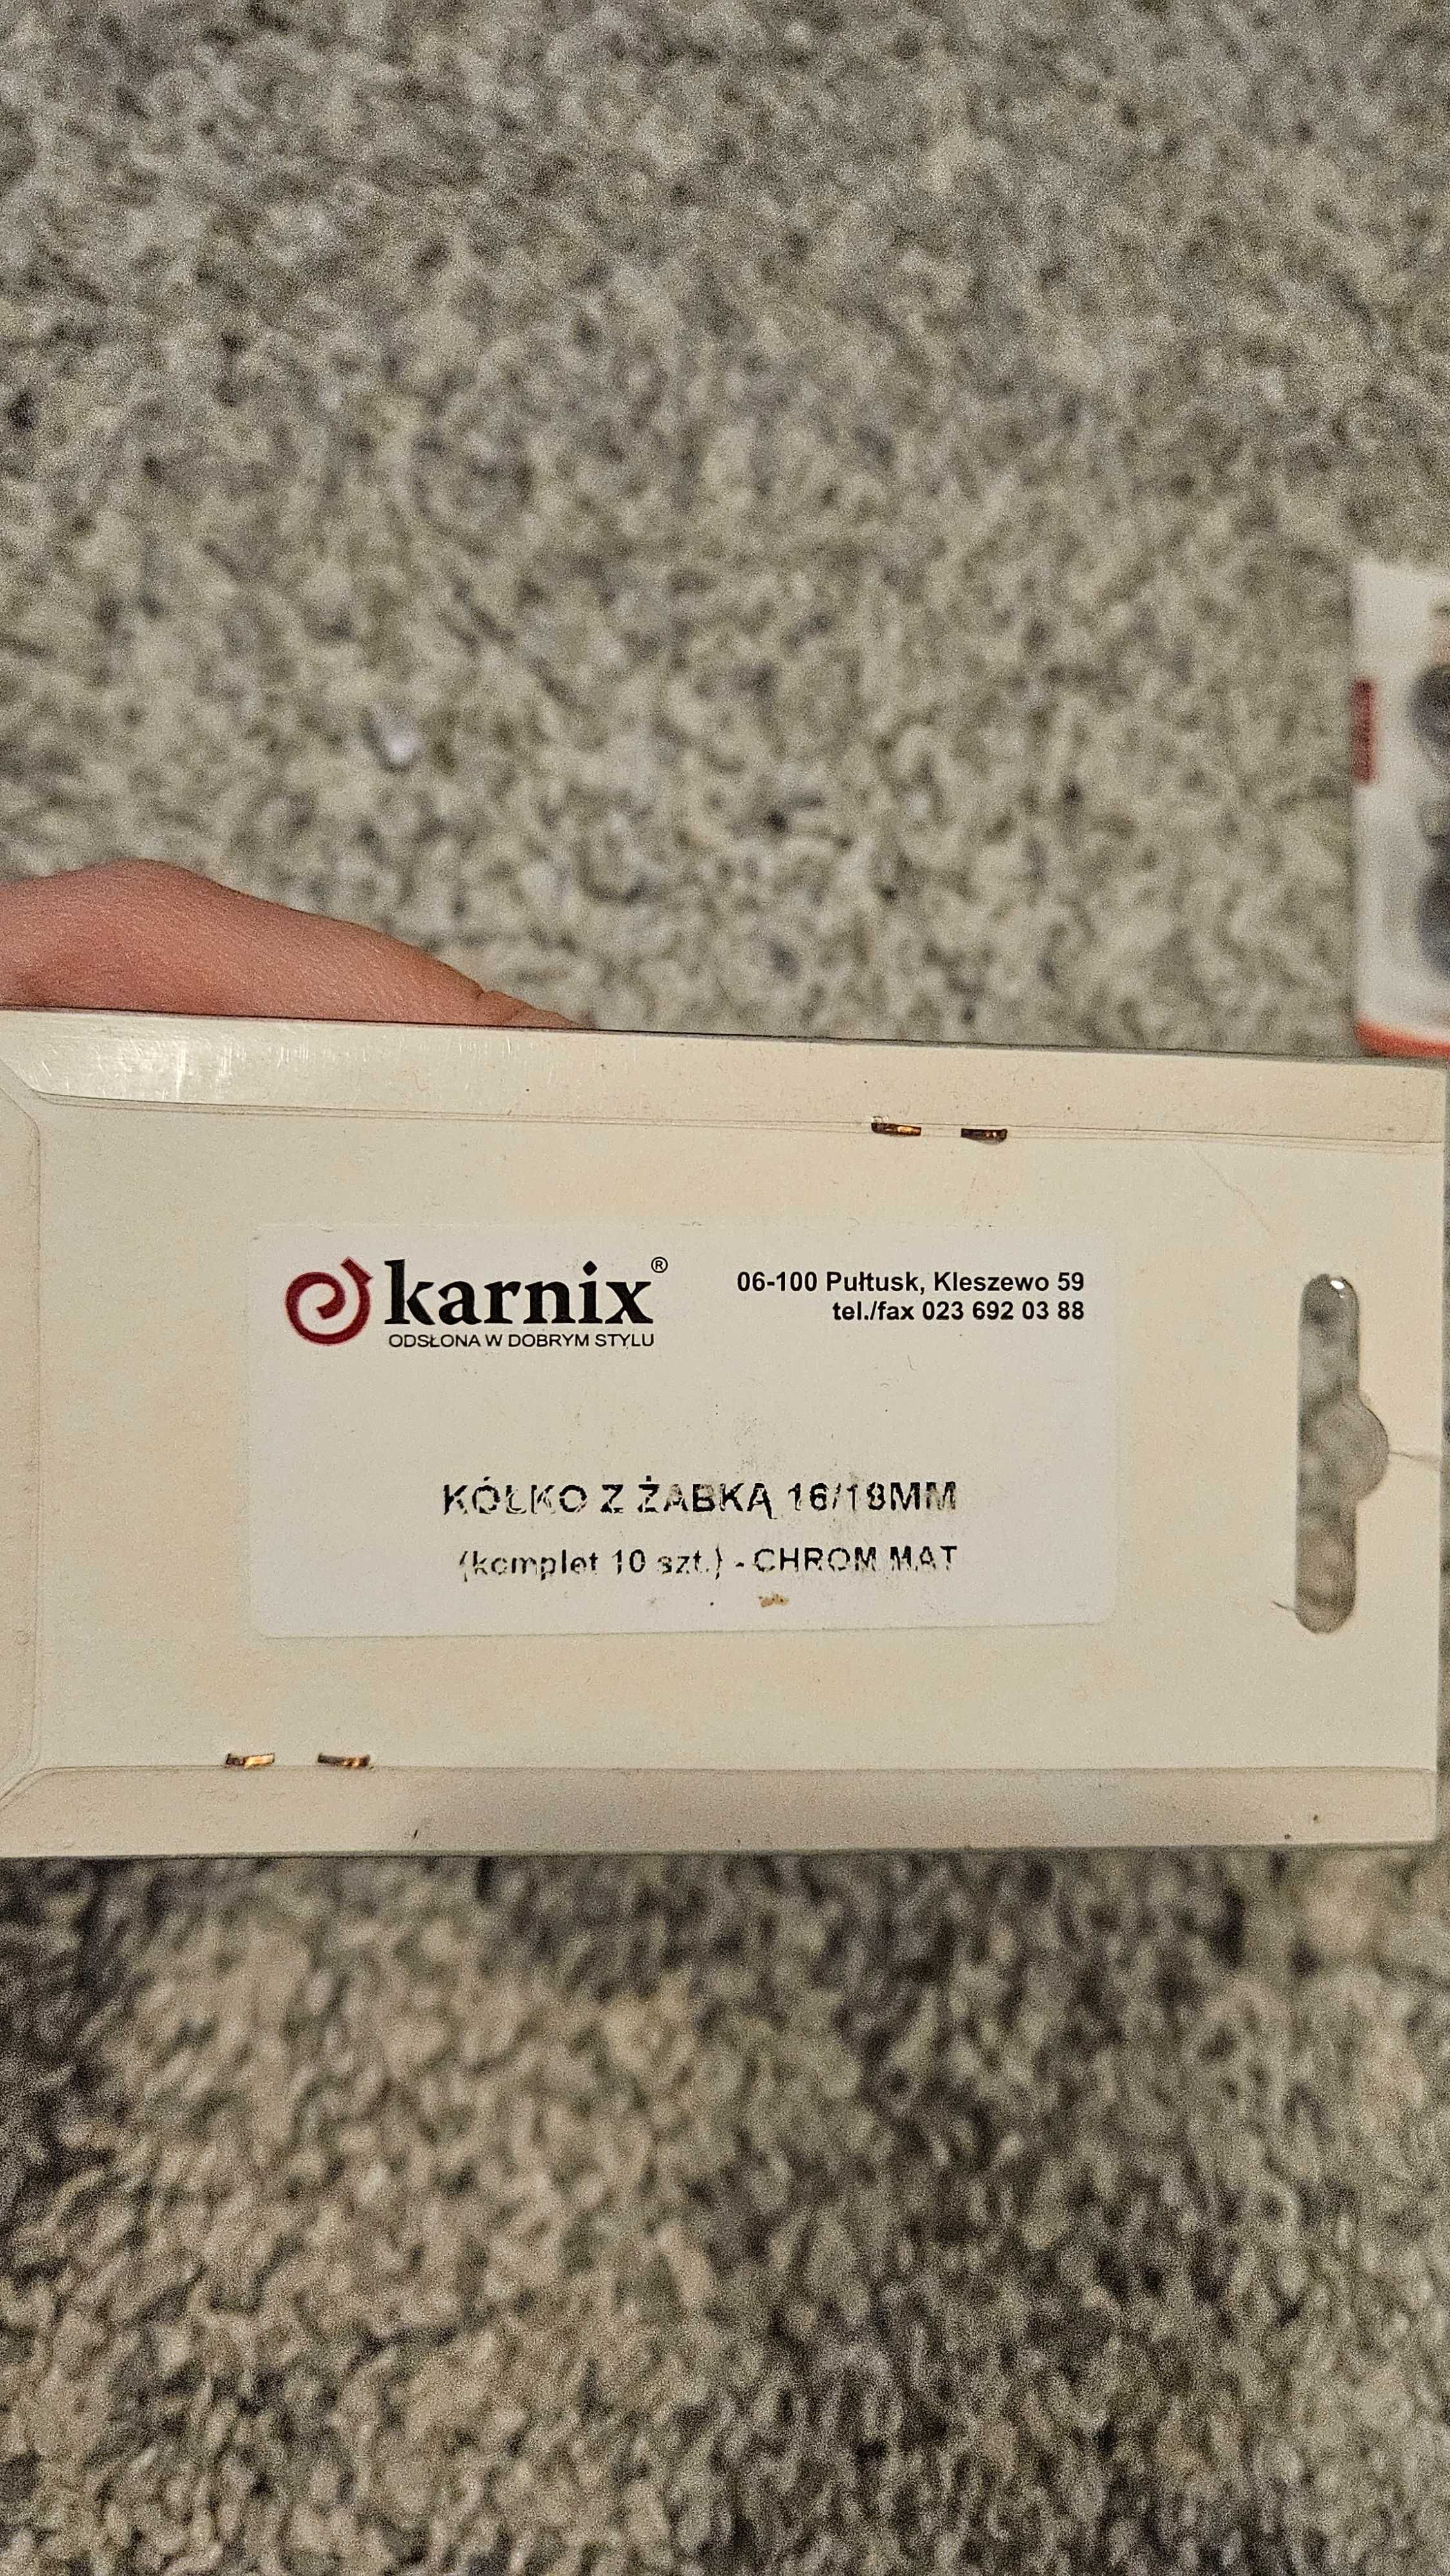 karnix®
ODSŁONA W DOBRYM STYLU
06-100 Pułtusk, Kleszewo 59
tel./fax 023 692 03 88
KÓŁKO Z ŻABKĄ 16/19MM
(komplet 10 szt.) - CHROM MAT